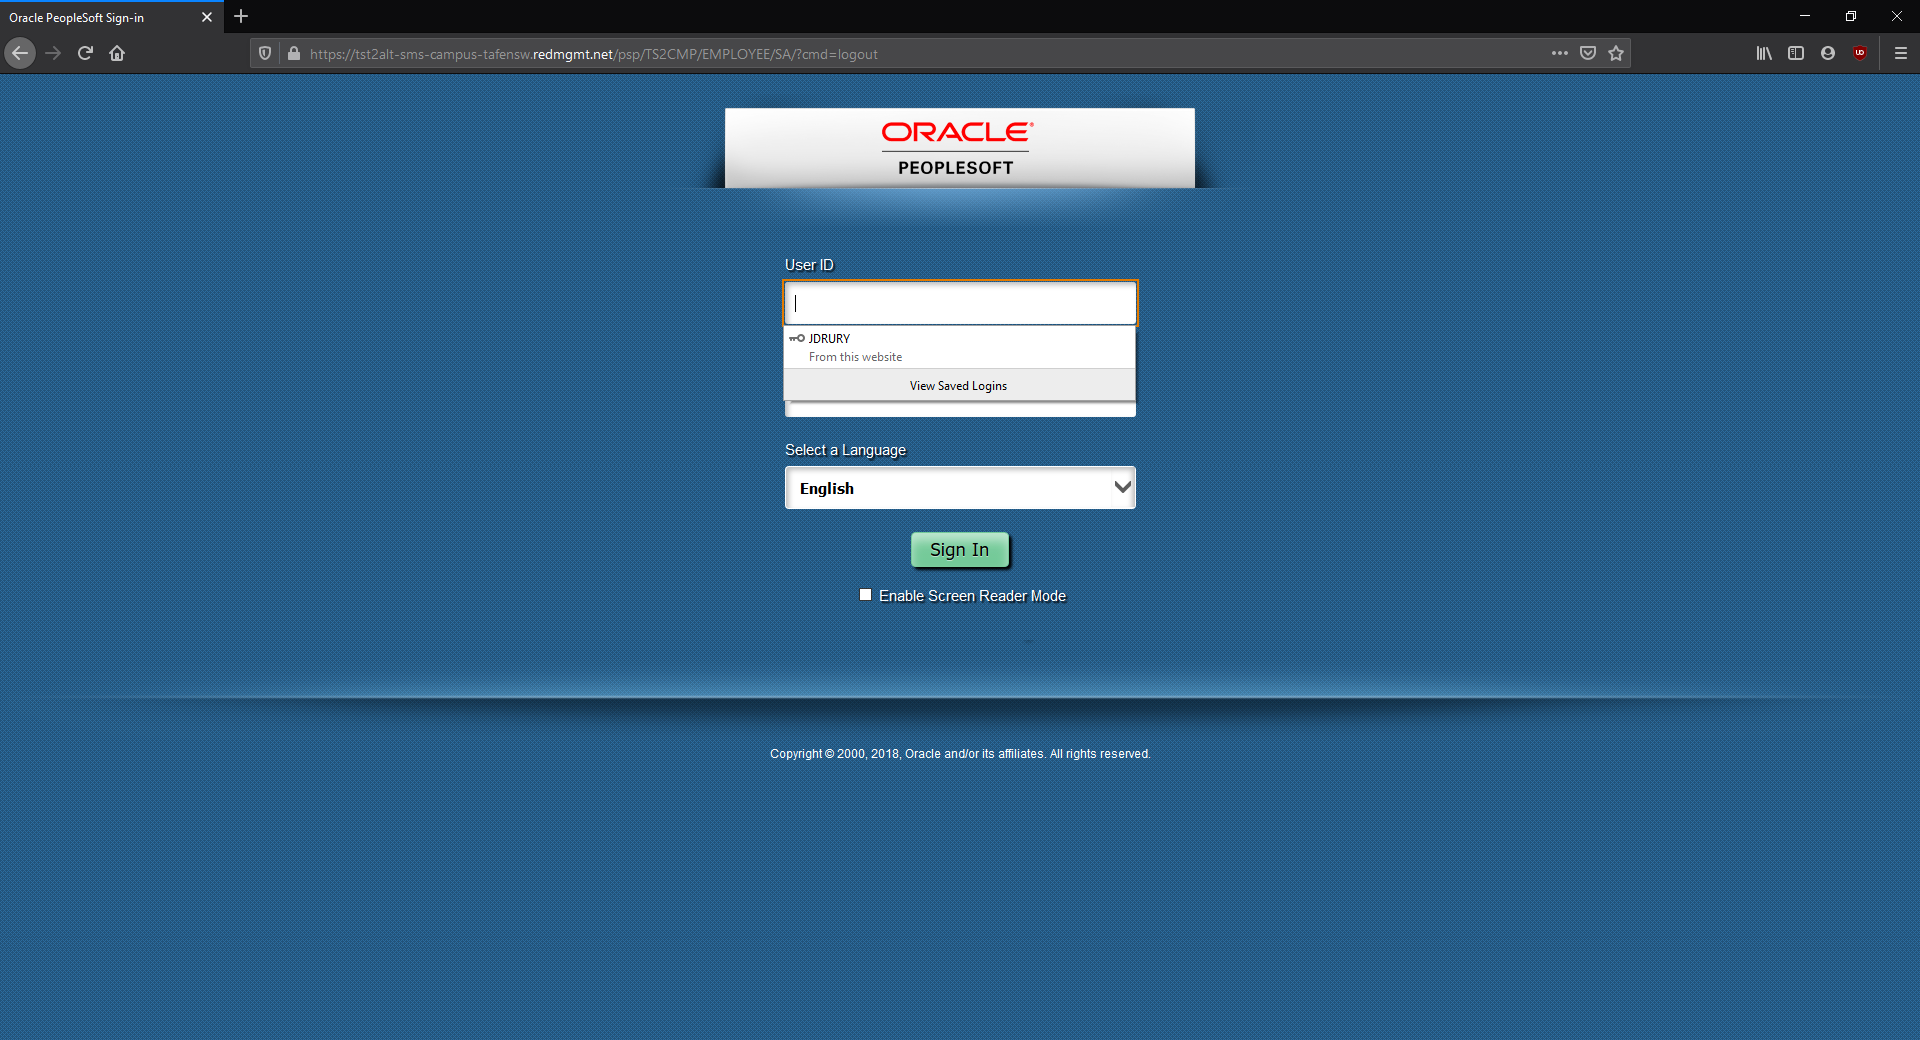 Oracle PeopleSoft Sign-in
https://tst2alt-sms-campus-tafensw.redmgmt.net/psp/TS2CMP/EMPLOYEE/SA/?cmd=logout
ORACLE®
PEOPLESOFT
User ID
JDRURY
From this website
View Saved Logins
Select a Language
English
Sign In
Enable Screen Reader Mode
Copyright © 2000, 2018, Oracle and/or its affiliates. All rights reserved.